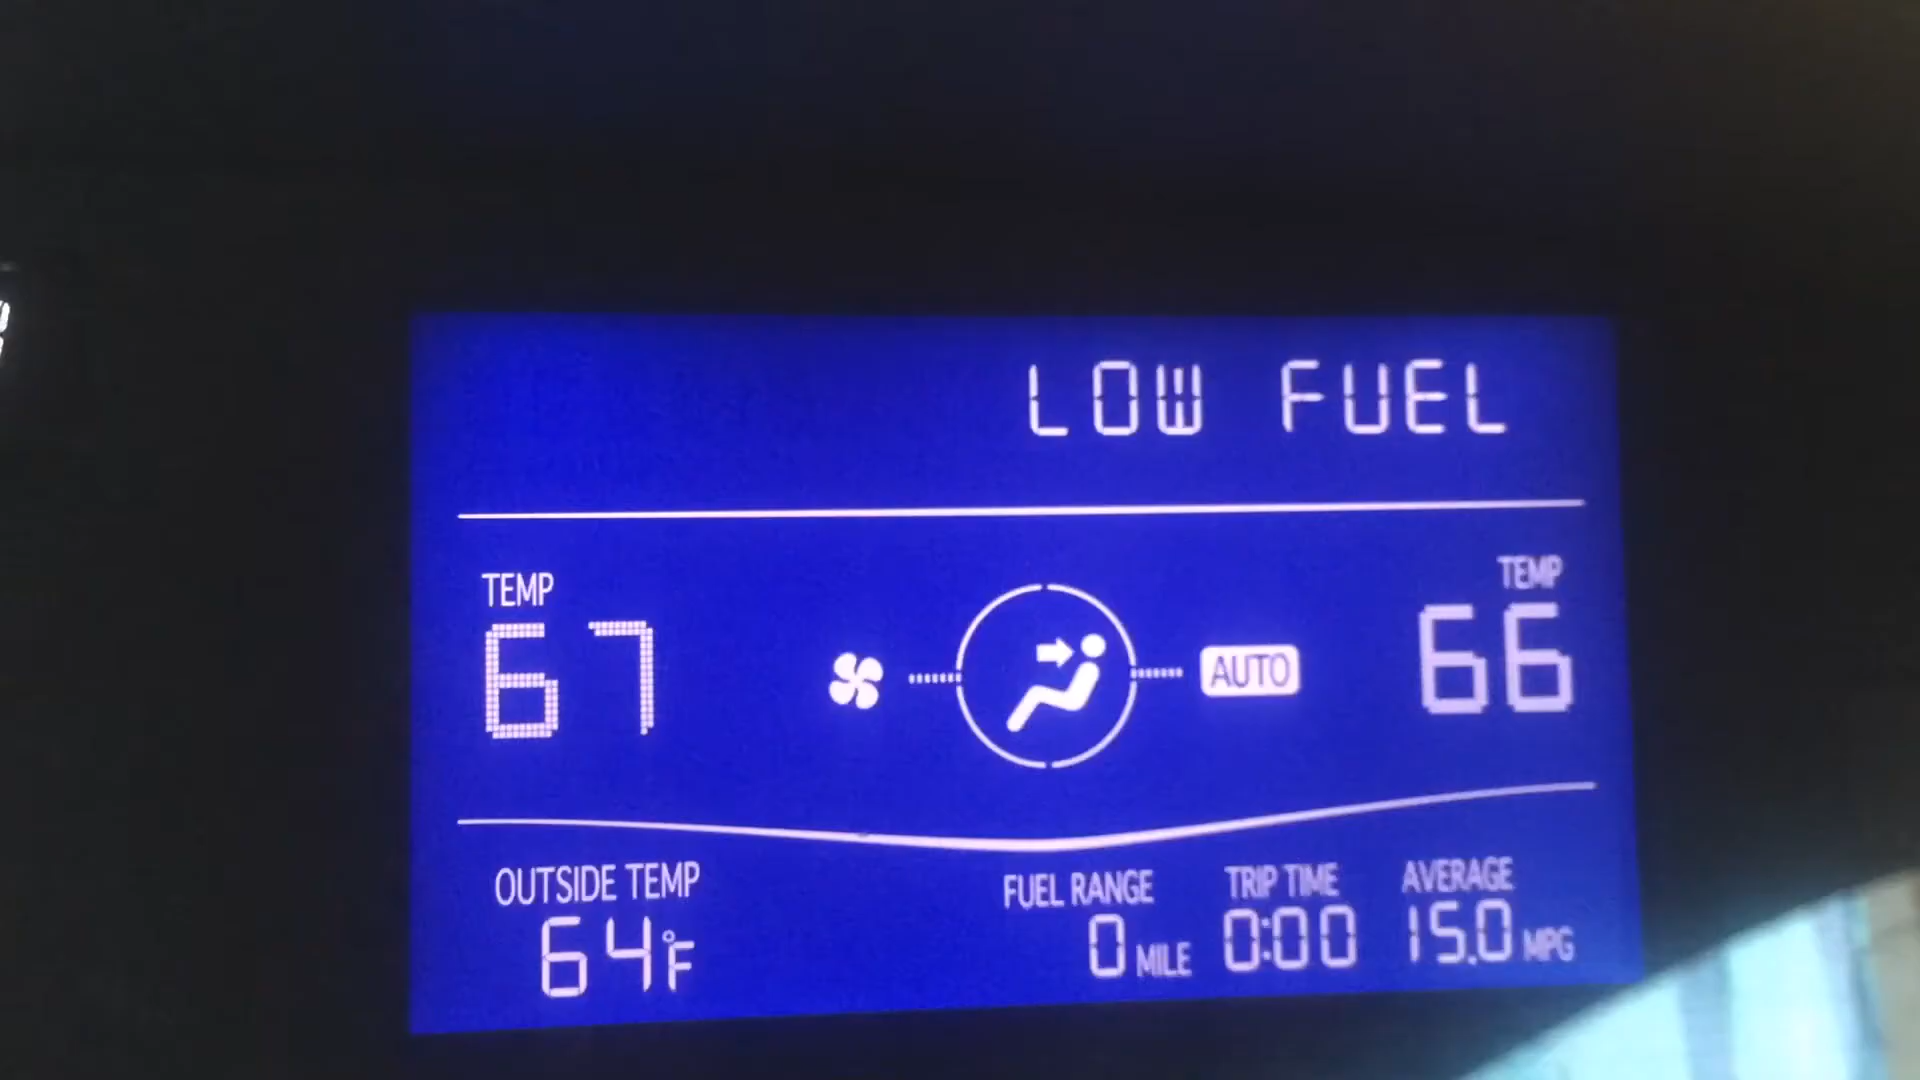 LOW FUEL
TEMP
67
AUTO
TEMP
66
OUTSIDE TEMP
64°F
FUEL RANGE
0 MILE
TRIP TIME
0:00
AVERAGE
15.0 MPG